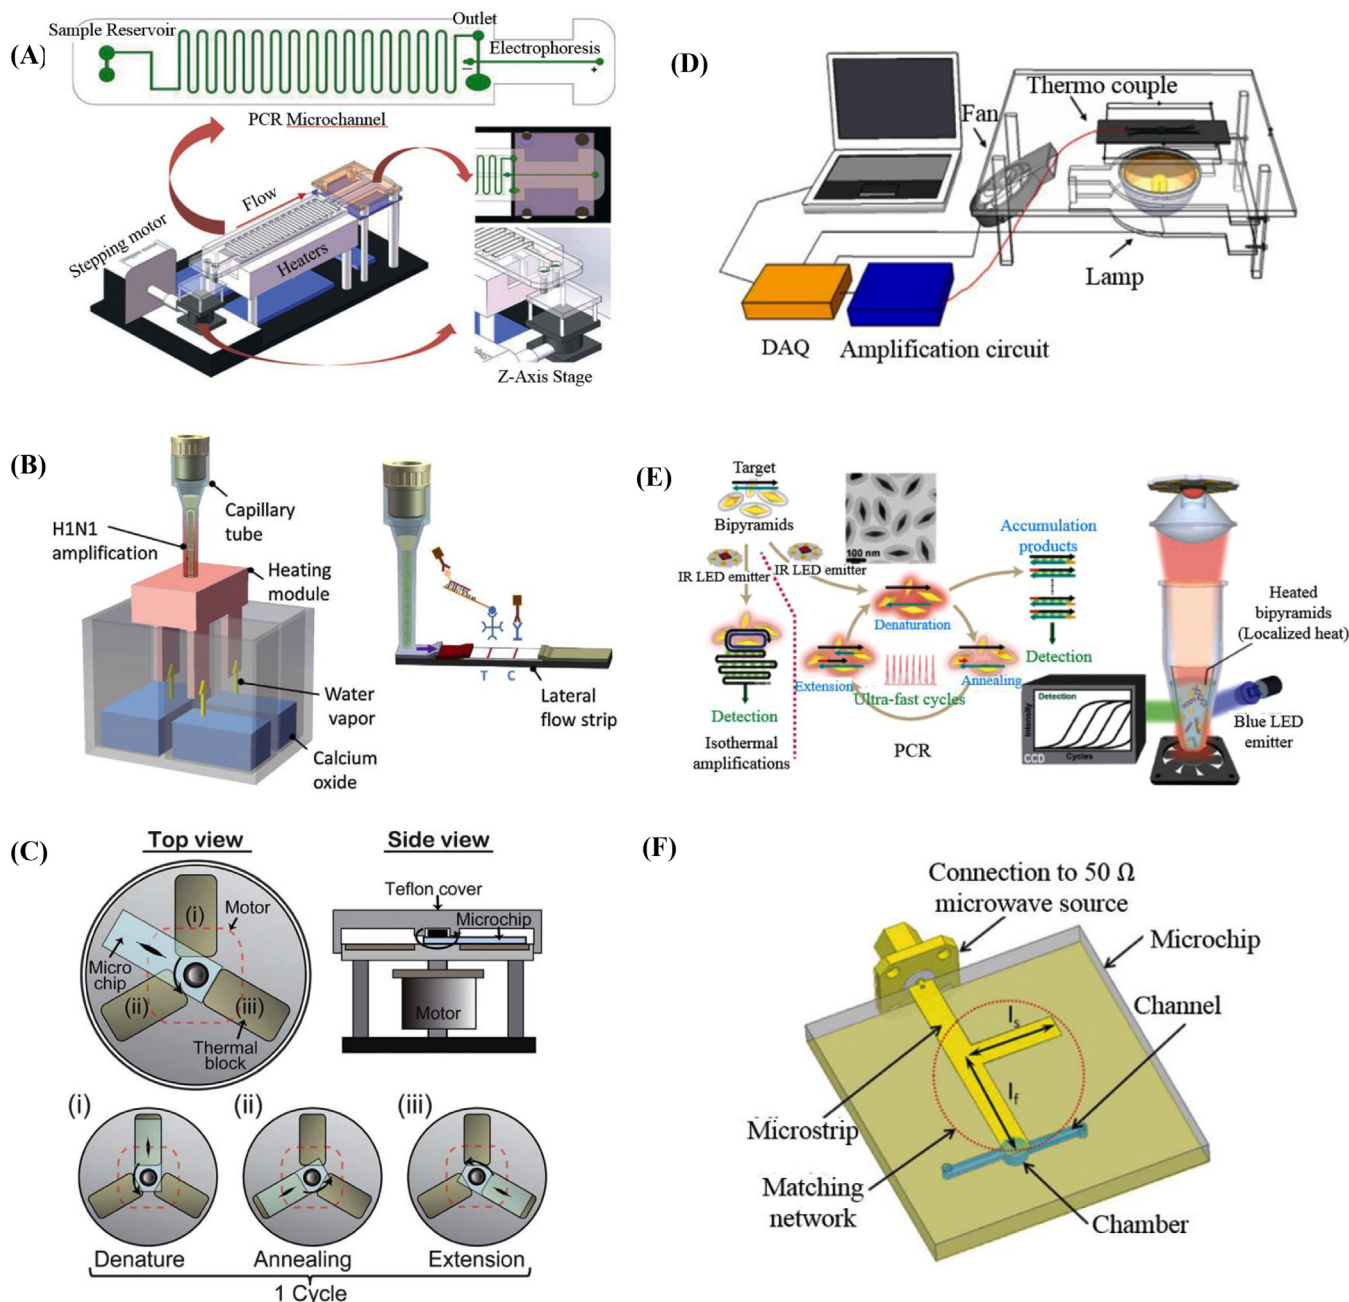 (A)
Sample Reservoir
Outlet
Electrophoresis
–
+
PCR Microchannel
Flow
Stepping motor
Heaters
Z-Axis Stage
(B)
Capillary
tube
H1N1
amplification
Heating
module
Water
vapor
Calcium
oxide
T C
Lateral
flow strip
(C)
Top view
(i)
Motor
Micro
chip
(ii)
(iii)
Thermal
block
Side view
Teflon cover
Microchip
Motor
(i)
(ii)
(iii)
Denature
Annealing
Extension
1 Cycle
(D)
Thermo couple
Fan
Lamp
DAQ
Amplification circuit
(E)
Target
Bipyramids
IR LED emitter
IR LED emitter
100 nm
Denaturation
Extension
Annealing
Ultra-fast cycles
PCR
Detection
Isothermal
amplifications
Accumulation
products
Detection
Heated
bipyramids
(Localized heat)
Detection
Intensity
Cycles
CCD
Blue LED
emitter
(F)
Connection to 50 Ω
microwave source
Microchip
Channel
ls
lf
Microstrip
Matching
network
Chamber